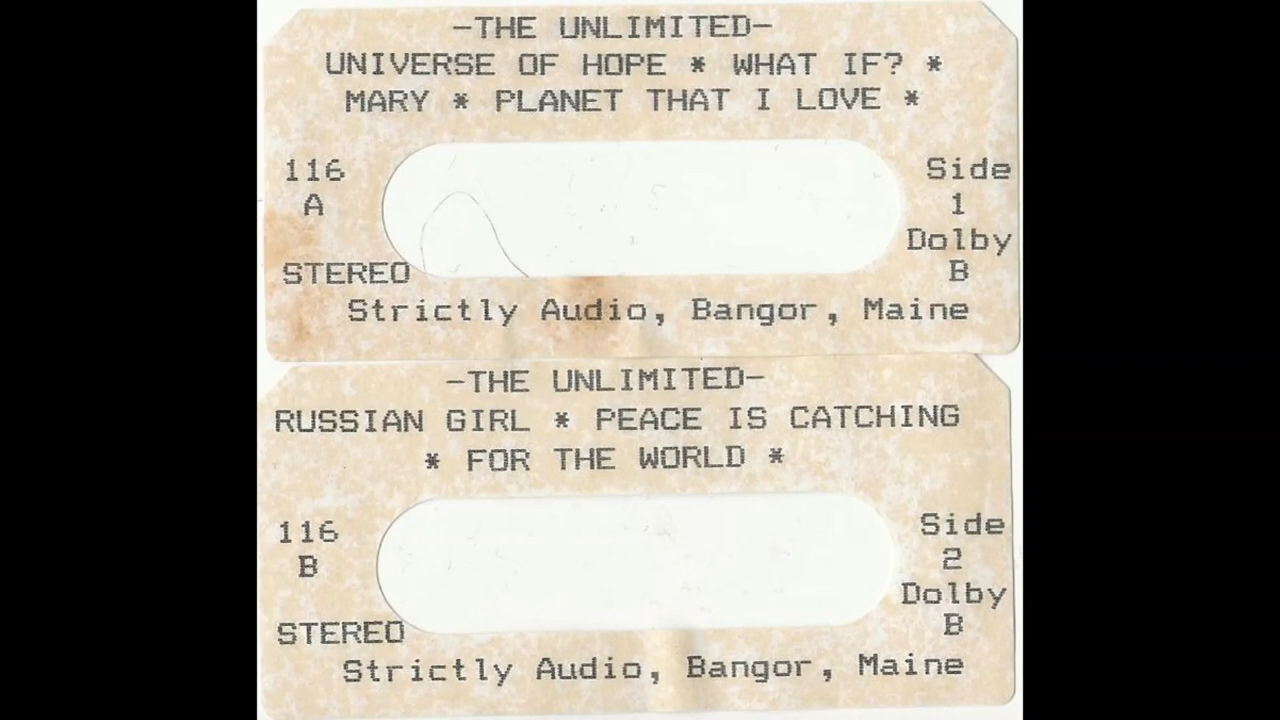 -THE UNLIMITED-
UNIVERSE OF HOPE * WHAT IF? *
MARY * PLANET THAT I LOVE *
116
A
Side
1
Dolby
B
STEREO
Strictly Audio, Bangor, Maine
-THE UNLIMITED-
RUSSIAN GIRL * PEACE IS CATCHING
* FOR THE WORLD *
116
B
Side
2
Dolby
B
STEREO
Strictly Audio, Bangor, Maine